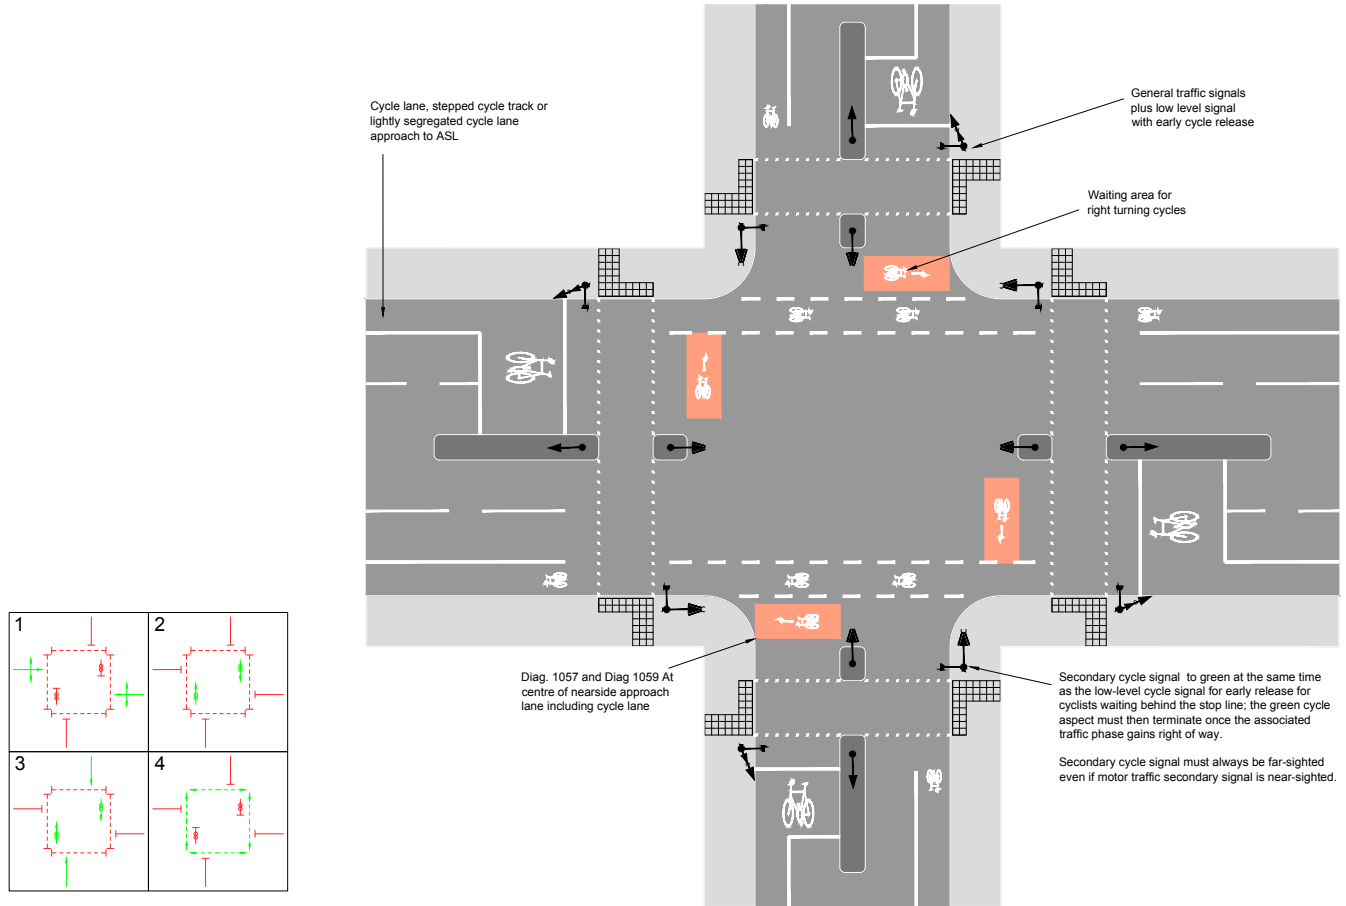 Cycle lane, stepped cycle track or
lightly segregated cycle lane
approach to ASL
General traffic signals
plus low level signal
with early cycle release
Waiting area for
right turning cycles
Diag. 1057 and Diag 1059 At
centre of nearside approach
lane including cycle lane
Secondary cycle signal to green at the same time
as the low-level cycle signal for early release for
cyclists waiting behind the stop line; the green cycle
aspect must then terminate once the associated
traffic phase gains right of way.
Secondary cycle signal must always be far-sighted
even if motor traffic secondary signal is near-sighted.
1
2
3
4